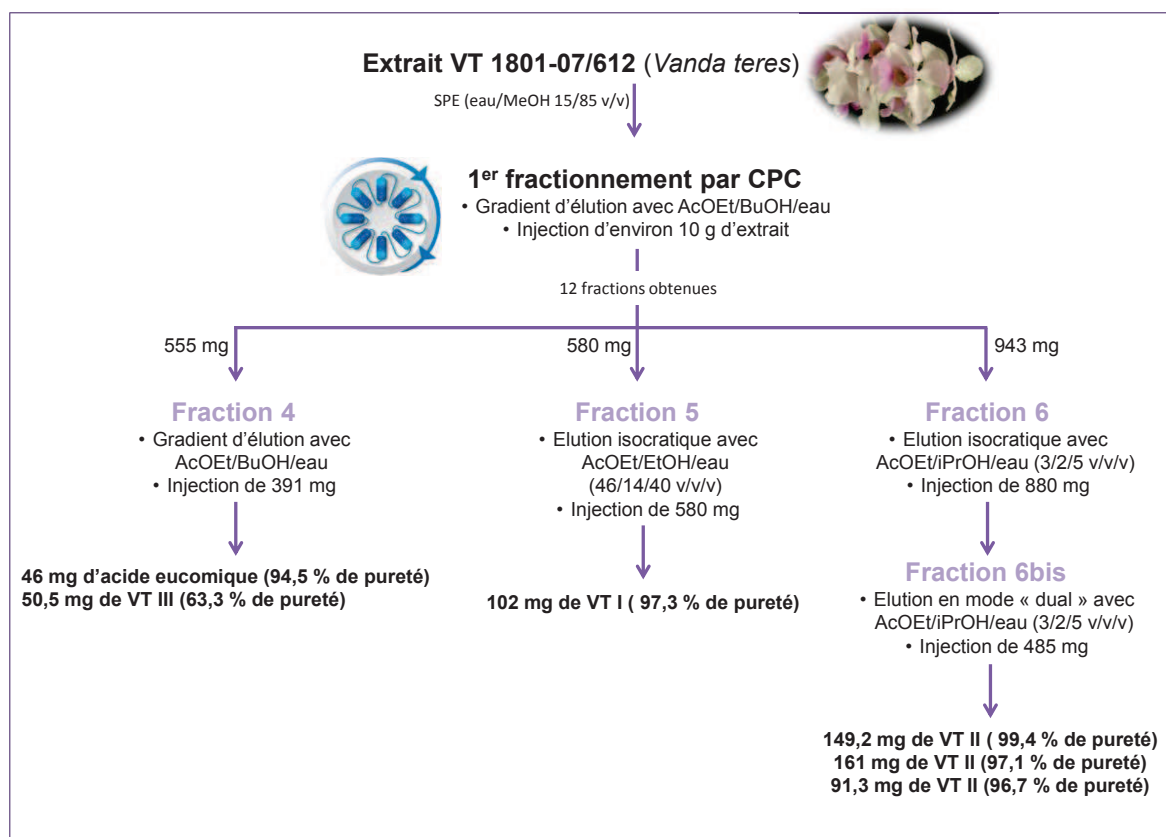 Extrait VT 1801-07/612 (Vanda teres)
SPE (eau/MeOH 15/85 v/v)
1er fractionnement par CPC
• Gradient d'élution avec AcOEt/BuOH/eau
• Injection d'environ 10 g d'extrait
12 fractions obtenues
555 mg
580 mg
943 mg
Fraction 4
• Gradient d'élution avec
AcOEt/BuOH/eau
• Injection de 391 mg
46 mg d'acide eucomique (94,5 % de pureté)
50,5 mg de VT III (63,3 % de pureté)
Fraction 5
• Elution isocratique avec
AcOEt/EtOH/eau
(46/14/40 v/v/v)
• Injection de 580 mg
102 mg de VT I ( 97,3 % de pureté)
Fraction 6
• Elution isocratique avec
AcOEt/iPrOH/eau (3/2/5 v/v/v)
• Injection de 880 mg
Fraction 6bis
• Elution en mode « dual » avec
AcOEt/iPrOH/eau (3/2/5 v/v/v)
• Injection de 485 mg
149,2 mg de VT II ( 99,4 % de pureté)
161 mg de VT II (97,1 % de pureté)
91,3 mg de VT II (96,7 % de pureté)